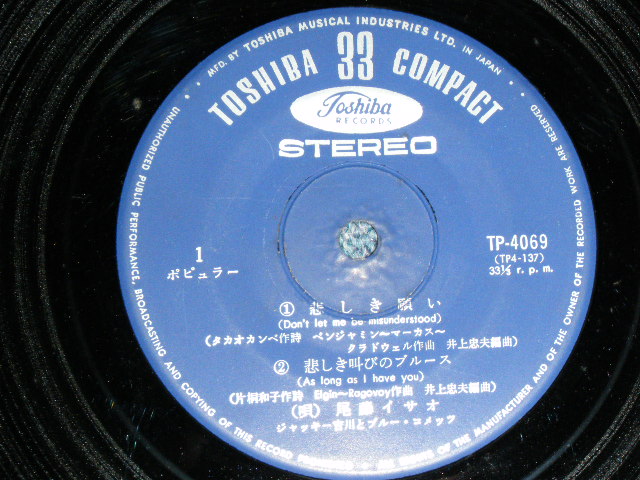 MFD. BY TOSHIBA MUSICAL INDUSTRIES LTD. IN JAPAN
TOSHIBA 33 COMPACT
Toshiba
RECORDS
STEREO
1
ポピュラー
TP-4069
(TP4-137)
33⅓ r. p. m.
① 悲しき願い
(Don't let me be misunderstood)
(タカオカンベ作詩 ベンジャミン〜マーカス〜
クラドウェル作曲 井上忠夫編曲)
② 悲しき叫びのブルース
(As long as I have you)
(片桐和子作詩 Elgin〜Ragovoy作曲 井上忠夫編曲)
(唄) 尾藤イサオ
ジャッキー吉川とブルー・コメッツ
UNAUTHORIZED PUBLIC PERFORMANCE, BROADCASTING AND COPYING OF THIS RECORD PROHIBITED ALL RIGHTS OF THE MANUFACTURER AND OF THE OWNER OF THE RECORDED WORK ARE RESERVED